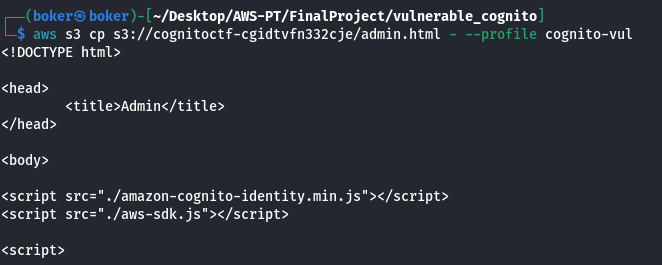 ┌──(boker㉿boker)-[~/Desktop/AWS-PT/FinalProject/vulnerable_cognito]
└─$ aws s3 cp s3://cognitoctf-cgidtvfn332cje/admin.html - --profile cognito-vul
<!DOCTYPE html>
<head>
<title>Admin</title>
</head>
<body>
<script src="./amazon-cognito-identity.min.js"></script>
<script src="./aws-sdk.js"></script>
<script>